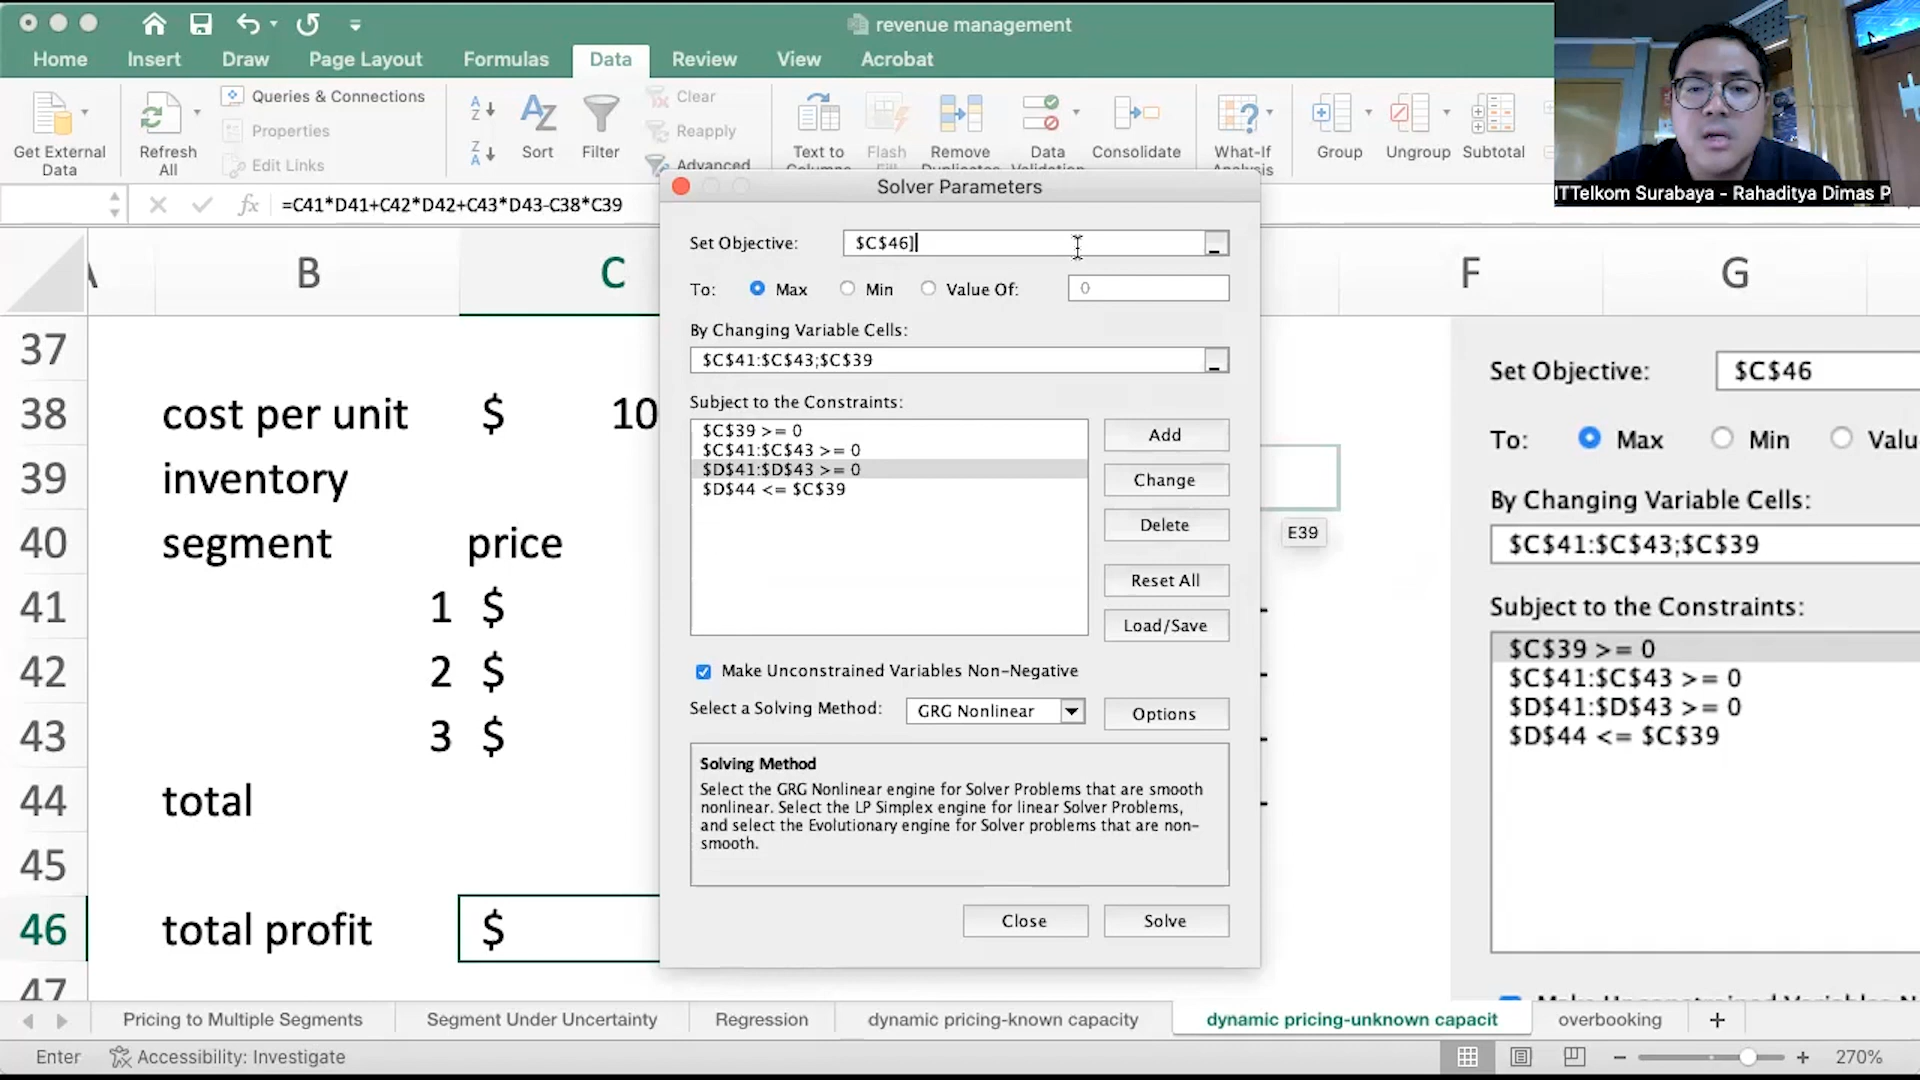 revenue management
Home Insert Draw Page Layout Formulas Data Review View Acrobat
Get External Data
Refresh All
Queries & Connections
Properties
Edit Links
Sort
Filter
Clear
Reapply
Advanced
Text to
Flash
Remove
Data
Consolidate
What-If
Group
Ungroup
Subtotal
ITTelkom Surabaya - Rahaditya Dimas P
fx =C41*D41+C42*D42+C43*D43-C38*C39
B C F G
37
38 cost per unit $ 10
39 inventory
40 segment price
41 1 $
42 2 $
43 3 $
44 total
45
46 total profit $
47
Solver Parameters
Set Objective: $C$46]
To: Max Min Value Of: 0
By Changing Variable Cells:
$C$41:$C$43;$C$39
Subject to the Constraints:
$C$39 >= 0
$C$41:$C$43 >= 0
$D$41:$D$43 >= 0
$D$44 <= $C$39
Add
Change
Delete
Reset All
Load/Save
Make Unconstrained Variables Non-Negative
Select a Solving Method: GRG Nonlinear Options
Solving Method
Select the GRG Nonlinear engine for Solver Problems that are smooth
nonlinear. Select the LP Simplex engine for linear Solver Problems,
and select the Evolutionary engine for Solver problems that are non-
smooth.
Close Solve
E39
Set Objective: $C$46
To: Max Min Valu
By Changing Variable Cells:
$C$41:$C$43;$C$39
Subject to the Constraints:
$C$39 >= 0
$C$41:$C$43 >= 0
$D$41:$D$43 >= 0
$D$44 <= $C$39
Pricing to Multiple Segments Segment Under Uncertainty Regression dynamic pricing-known capacity dynamic pricing-unknown capacit overbooking +
Enter Accessibility: Investigate 270%